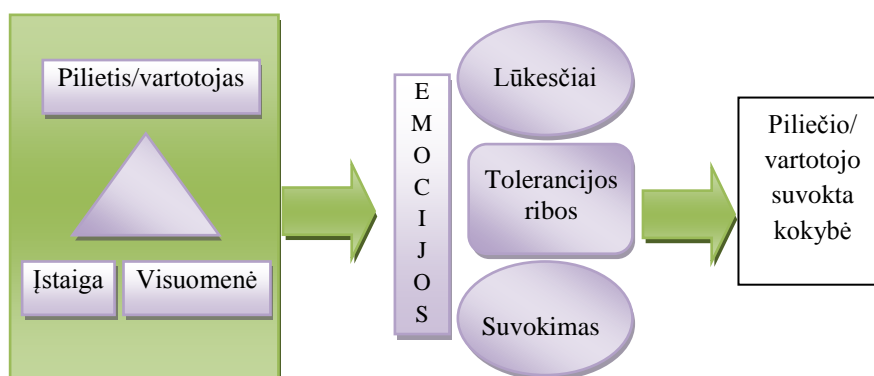 Pilietis/vartotojas
Įstaiga
Visuomenė
E
M
O
C
I
J
O
S
Lūkesčiai
Tolerancijos
ribos
Suvokimas
Piliečio/
vartotojo
suvokta
kokybė